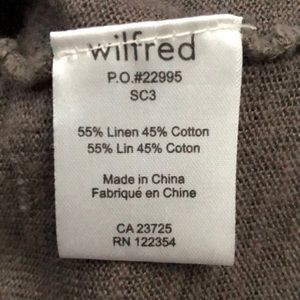 wilfred
P.O.#22995
SC3
55% Linen 45% Cotton
55% Lin 45% Coton
Made in China
Fabriqué en Chine
CA 23725
RN 122354